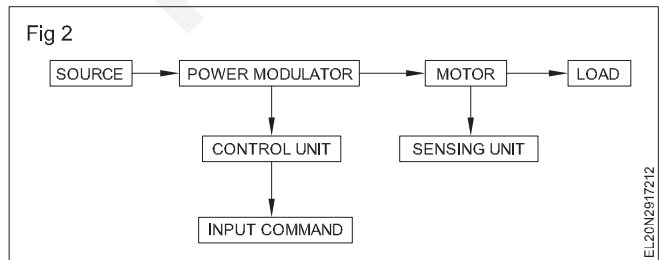 Fig 2
SOURCE POWER MODULATOR MOTOR LOAD
CONTROL UNIT SENSING UNIT
INPUT COMMAND
EL20N2917212